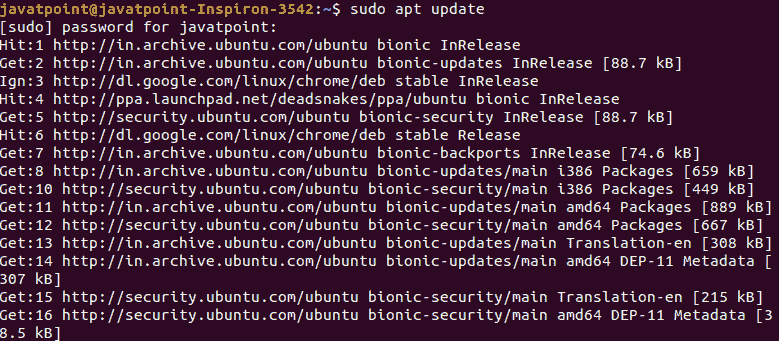 javatpoint@javatpoint-Inspiron-3542:~$ sudo apt update
[sudo] password for javatpoint:
Hit:1 http://in.archive.ubuntu.com/ubuntu bionic InRelease
Get:2 http://in.archive.ubuntu.com/ubuntu bionic-updates InRelease [88.7 kB]
Ign:3 http://dl.google.com/linux/chrome/deb stable InRelease
Hit:4 http://ppa.launchpad.net/deadsnakes/ppa/ubuntu bionic InRelease
Get:5 http://security.ubuntu.com/ubuntu bionic-security InRelease [88.7 kB]
Hit:6 http://dl.google.com/linux/chrome/deb stable Release
Get:7 http://in.archive.ubuntu.com/ubuntu bionic-backports InRelease [74.6 kB]
Get:8 http://in.archive.ubuntu.com/ubuntu bionic-updates/main i386 Packages [659 kB]
Get:10 http://security.ubuntu.com/ubuntu bionic-security/main i386 Packages [449 kB]
Get:11 http://in.archive.ubuntu.com/ubuntu bionic-updates/main amd64 Packages [889 kB]
Get:12 http://security.ubuntu.com/ubuntu bionic-security/main amd64 Packages [667 kB]
Get:13 http://in.archive.ubuntu.com/ubuntu bionic-updates/main Translation-en [308 kB]
Get:14 http://in.archive.ubuntu.com/ubuntu bionic-updates/main amd64 DEP-11 Metadata [
307 kB]
Get:15 http://security.ubuntu.com/ubuntu bionic-security/main Translation-en [215 kB]
Get:16 http://security.ubuntu.com/ubuntu bionic-security/main amd64 DEP-11 Metadata [3
8.5 kB]